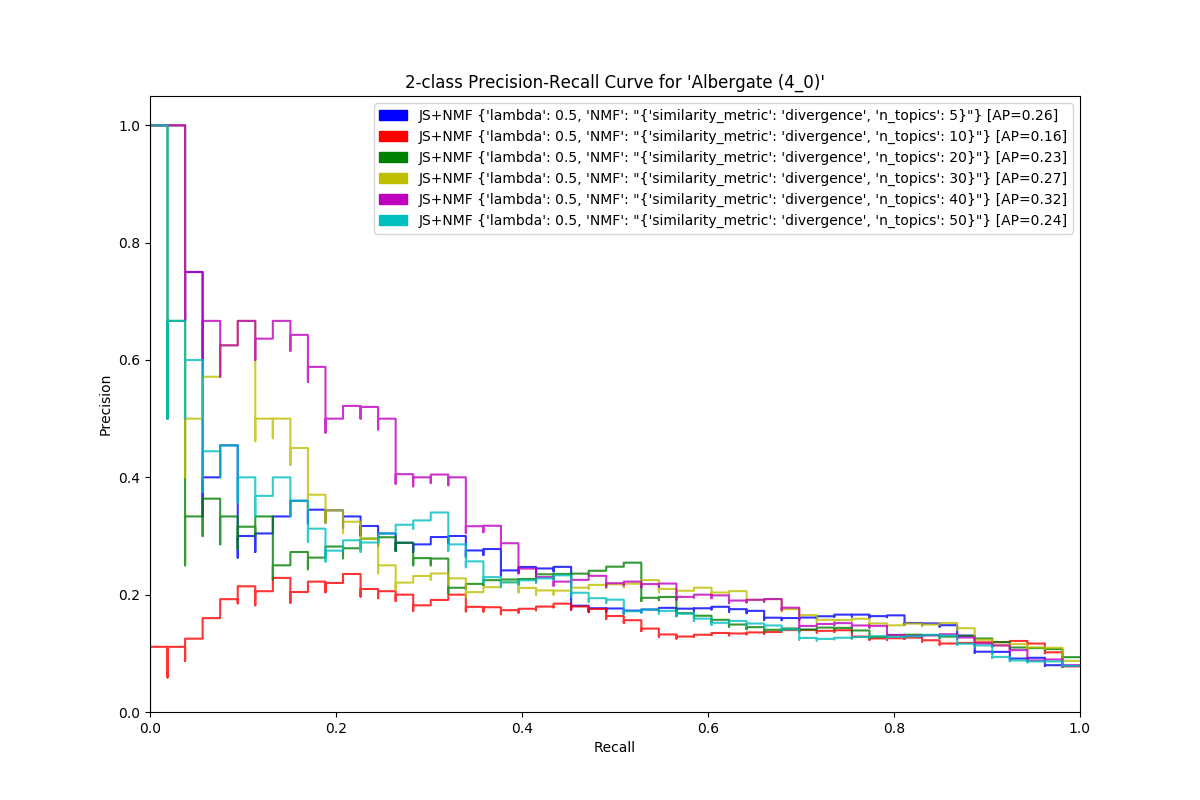 2-class Precision-Recall Curve for 'Albergate (4_0)'
JS+NMF {'lambda': 0.5, 'NMF': "{'similarity_metric': 'divergence', 'n_topics': 5}"} [AP=0.26]
JS+NMF {'lambda': 0.5, 'NMF': "{'similarity_metric': 'divergence', 'n_topics': 10}"} [AP=0.16]
JS+NMF {'lambda': 0.5, 'NMF': "{'similarity_metric': 'divergence', 'n_topics': 20}"} [AP=0.23]
JS+NMF {'lambda': 0.5, 'NMF': "{'similarity_metric': 'divergence', 'n_topics': 30}"} [AP=0.27]
JS+NMF {'lambda': 0.5, 'NMF': "{'similarity_metric': 'divergence', 'n_topics': 40}"} [AP=0.32]
JS+NMF {'lambda': 0.5, 'NMF': "{'similarity_metric': 'divergence', 'n_topics': 50}"} [AP=0.24]
1.0
0.8
0.6
0.4
0.2
0.0
Precision
0.0 0.2 0.4 0.6 0.8 1.0
Recall